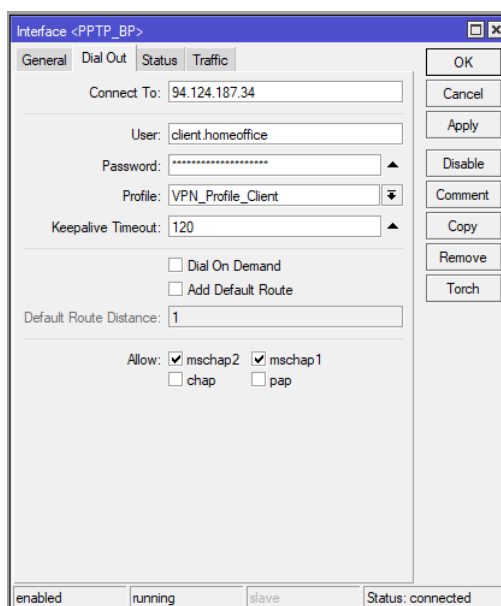 Interface <PPTP_BP>
General Dial Out Status Traffic
Connect To: 94.124.187.34
User: client.homeoffice
Password: ********************
Profile: VPN_Profile_Client
Keepalive Timeout: 120
Dial On Demand
Add Default Route
Default Route Distance: 1
Allow: mschap2 mschap1
chap pap
OK
Cancel
Apply
Disable
Comment
Copy
Remove
Torch
enabled running slave Status: connected